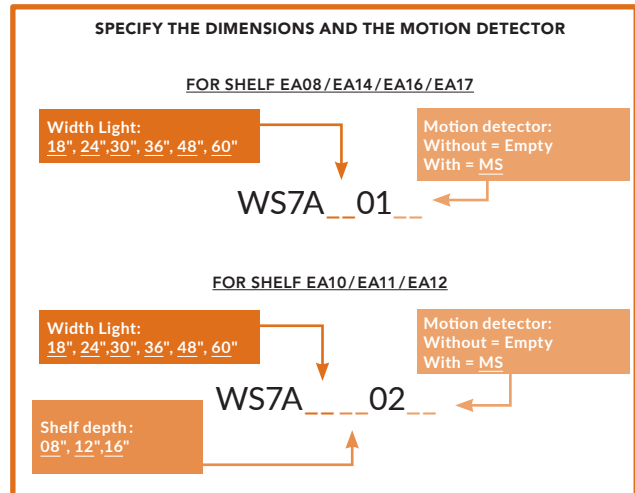 SPECIFY THE DIMENSIONS AND THE MOTION DETECTOR
FOR SHELF EA08/EA14/EA16/EA17
Width Light:
18", 24",30", 36", 48", 60"
Motion detector:
Without = Empty
With = MS
WS7A__01__
FOR SHELF EA10/EA11/EA12
Width Light:
18", 24",30", 36", 48", 60"
Motion detector:
Without = Empty
With = MS
WS7A__ __02__
Shelf depth:
08", 12",16"